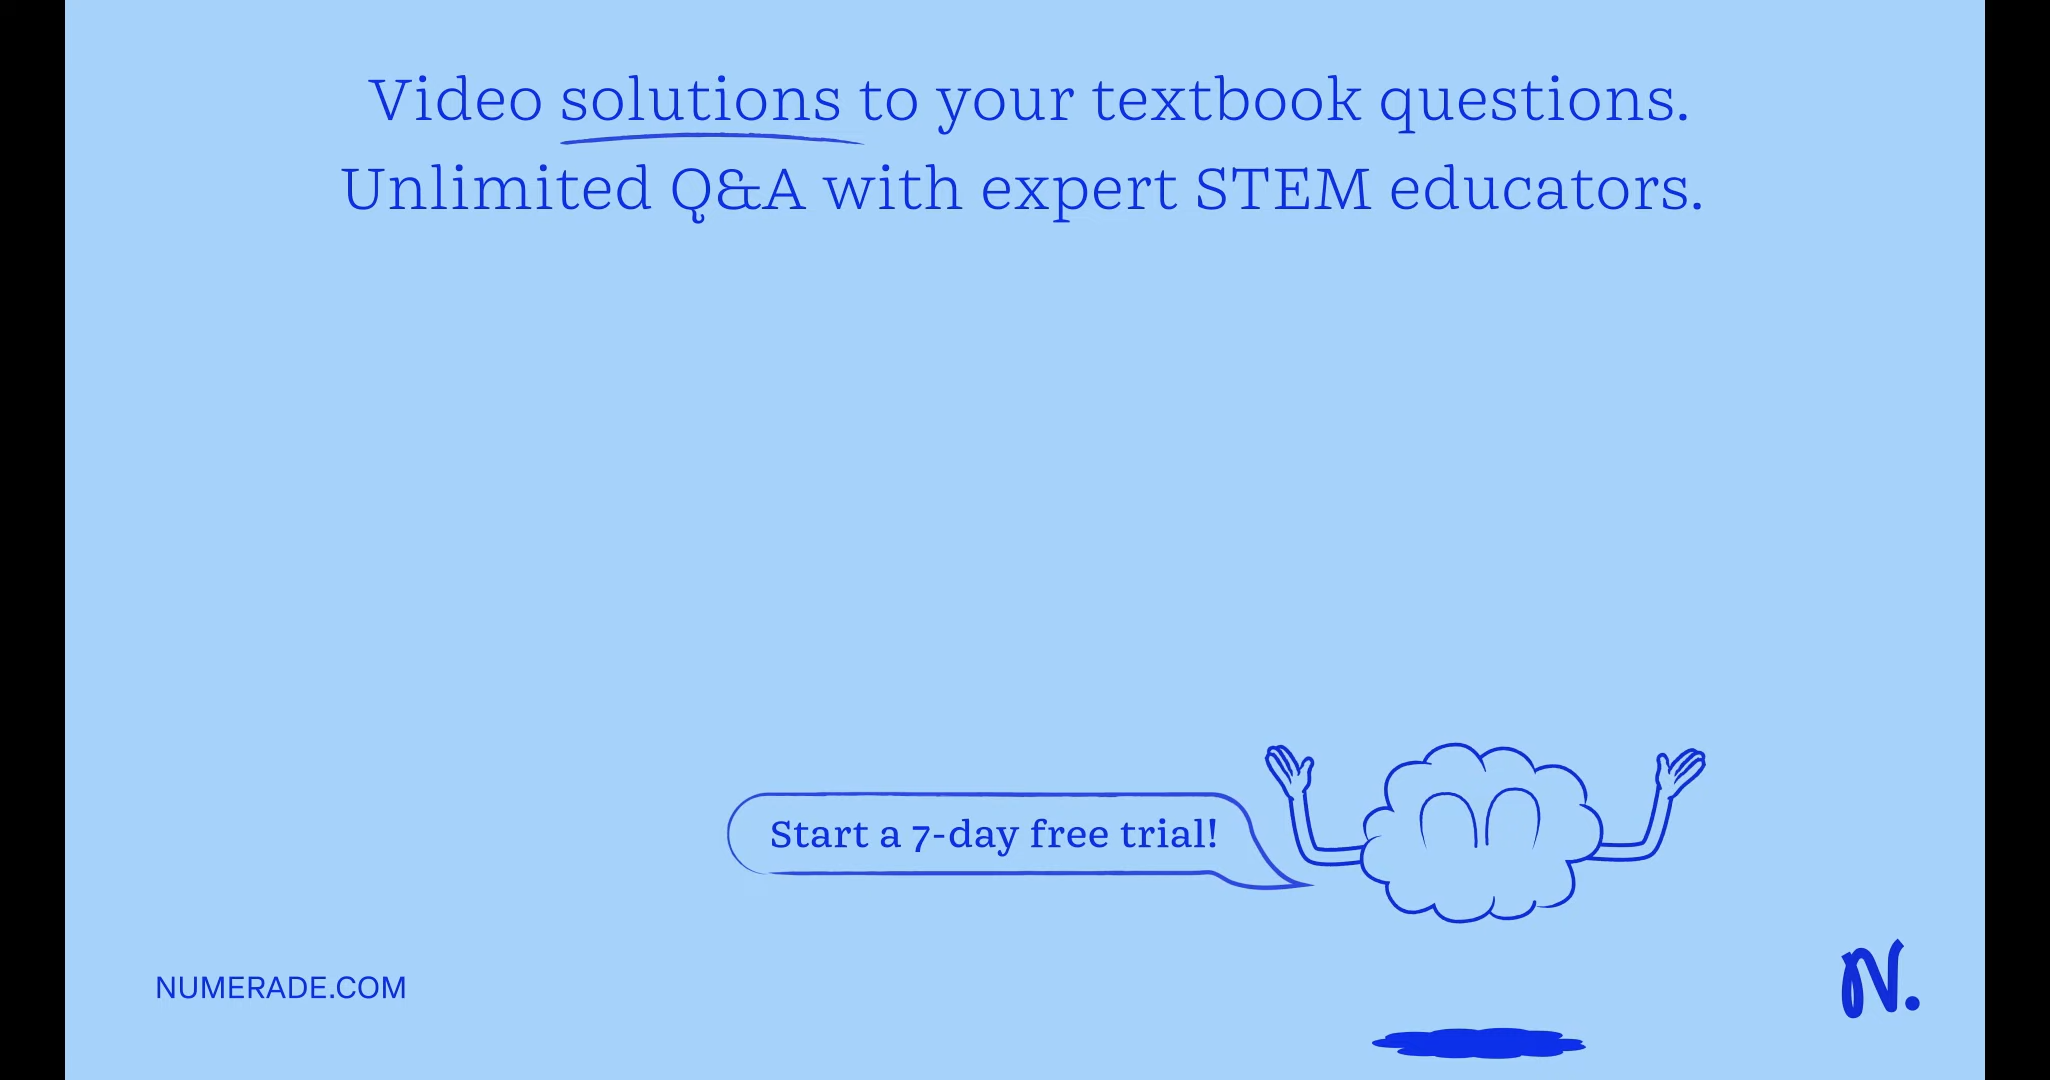 Video solutions to your textbook questions.
Unlimited Q&A with expert STEM educators.
Start a 7-day free trial!
NUMERADE.COM
N.